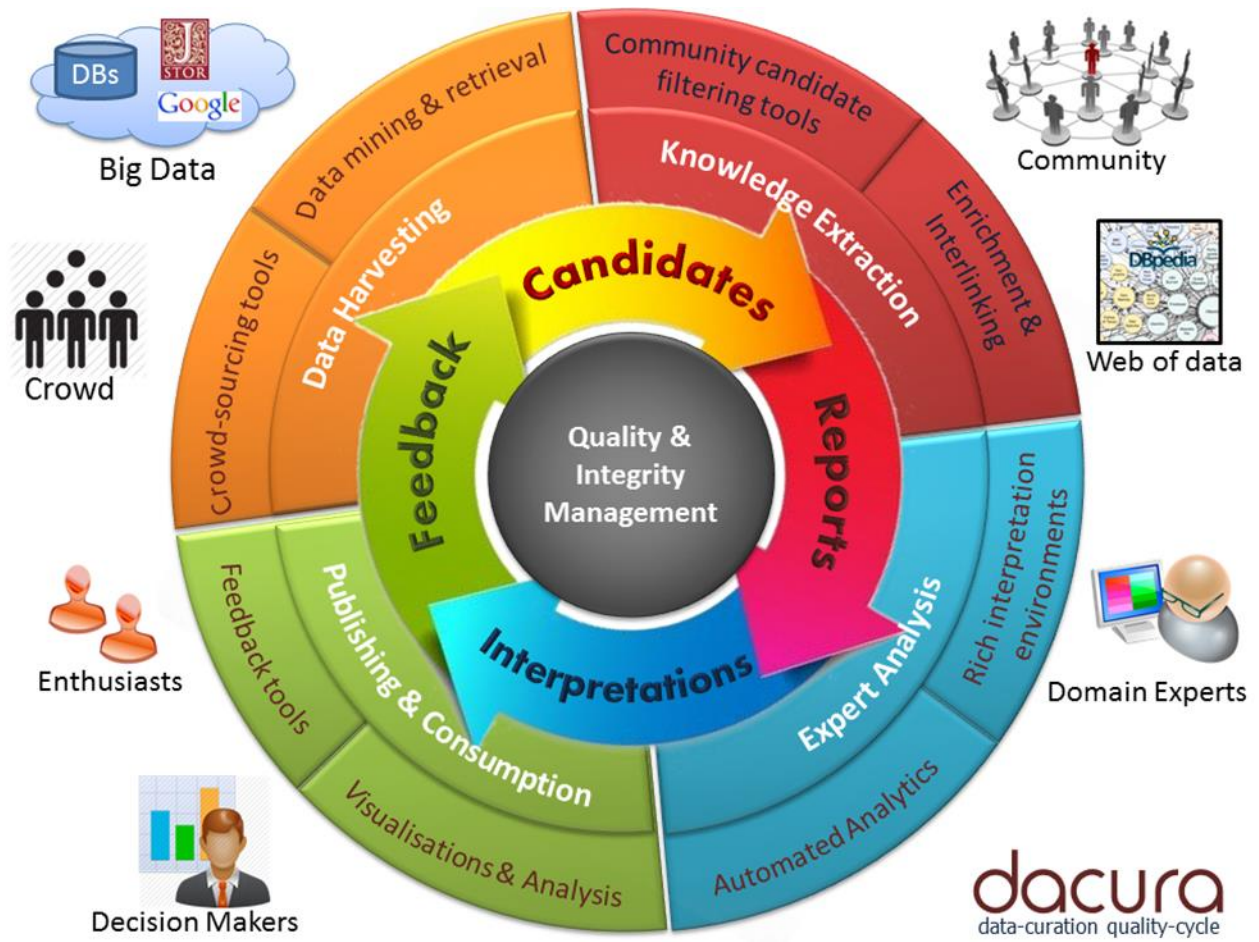 DBs
J
STOR
Google
Big Data
Crowd
Enthusiasts
Decision Makers
Community
DBpedia
Web of data
Domain Experts
Data mining & retrieval
Crowd-sourcing tools
Data Harvesting
Community candidate
filtering tools
Enrichment &
Interlinking
Knowledge Extraction
Rich interpretation
environments
Automated Analytics
Expert Analysis
Visualisations & Analysis
Feedback tools
Publishing & Consumption
Candidates
Reports
Interpretations
Feedback
Quality &
Integrity
Management
dacura
data-curation quality-cycle